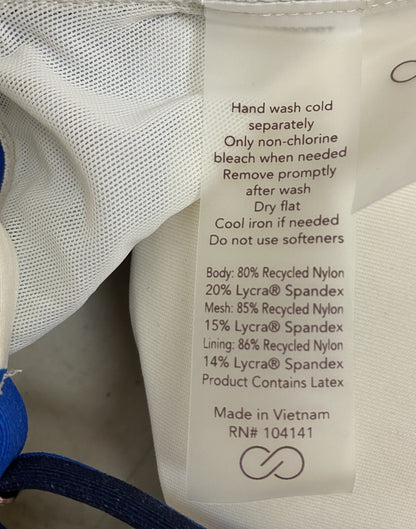 Hand wash cold
separately
Only non-chlorine
bleach when needed
Remove promptly
after wash
Dry flat
Cool iron if needed
Do not use softeners
Body: 80% Recycled Nylon
20% Lycra® Spandex
Mesh: 85% Recycled Nylon
15% Lycra® Spandex
Lining: 86% Recycled Nylon
14% Lycra® Spandex
Product Contains Latex
Made in Vietnam
RN# 104141